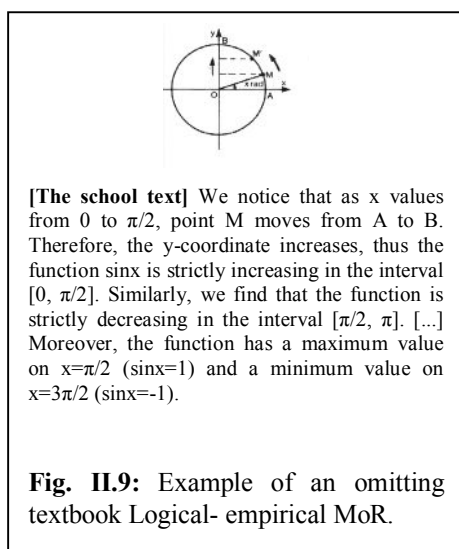 y
B
M'
M
x rad
O
A
x
[The school text] We notice that as x values
from 0 to π/2, point M moves from A to B.
Therefore, the y-coordinate increases, thus the
function sinx is strictly increasing in the interval
[0, π/2]. Similarly, we find that the function is
strictly decreasing in the interval [π/2, π]. [...]
Moreover, the function has a maximum value
on x=π/2 (sinx=1) and a minimum value on
x=3π/2 (sinx=-1).
Fig. II.9: Example of an omitting
textbook Logical- empirical MoR.